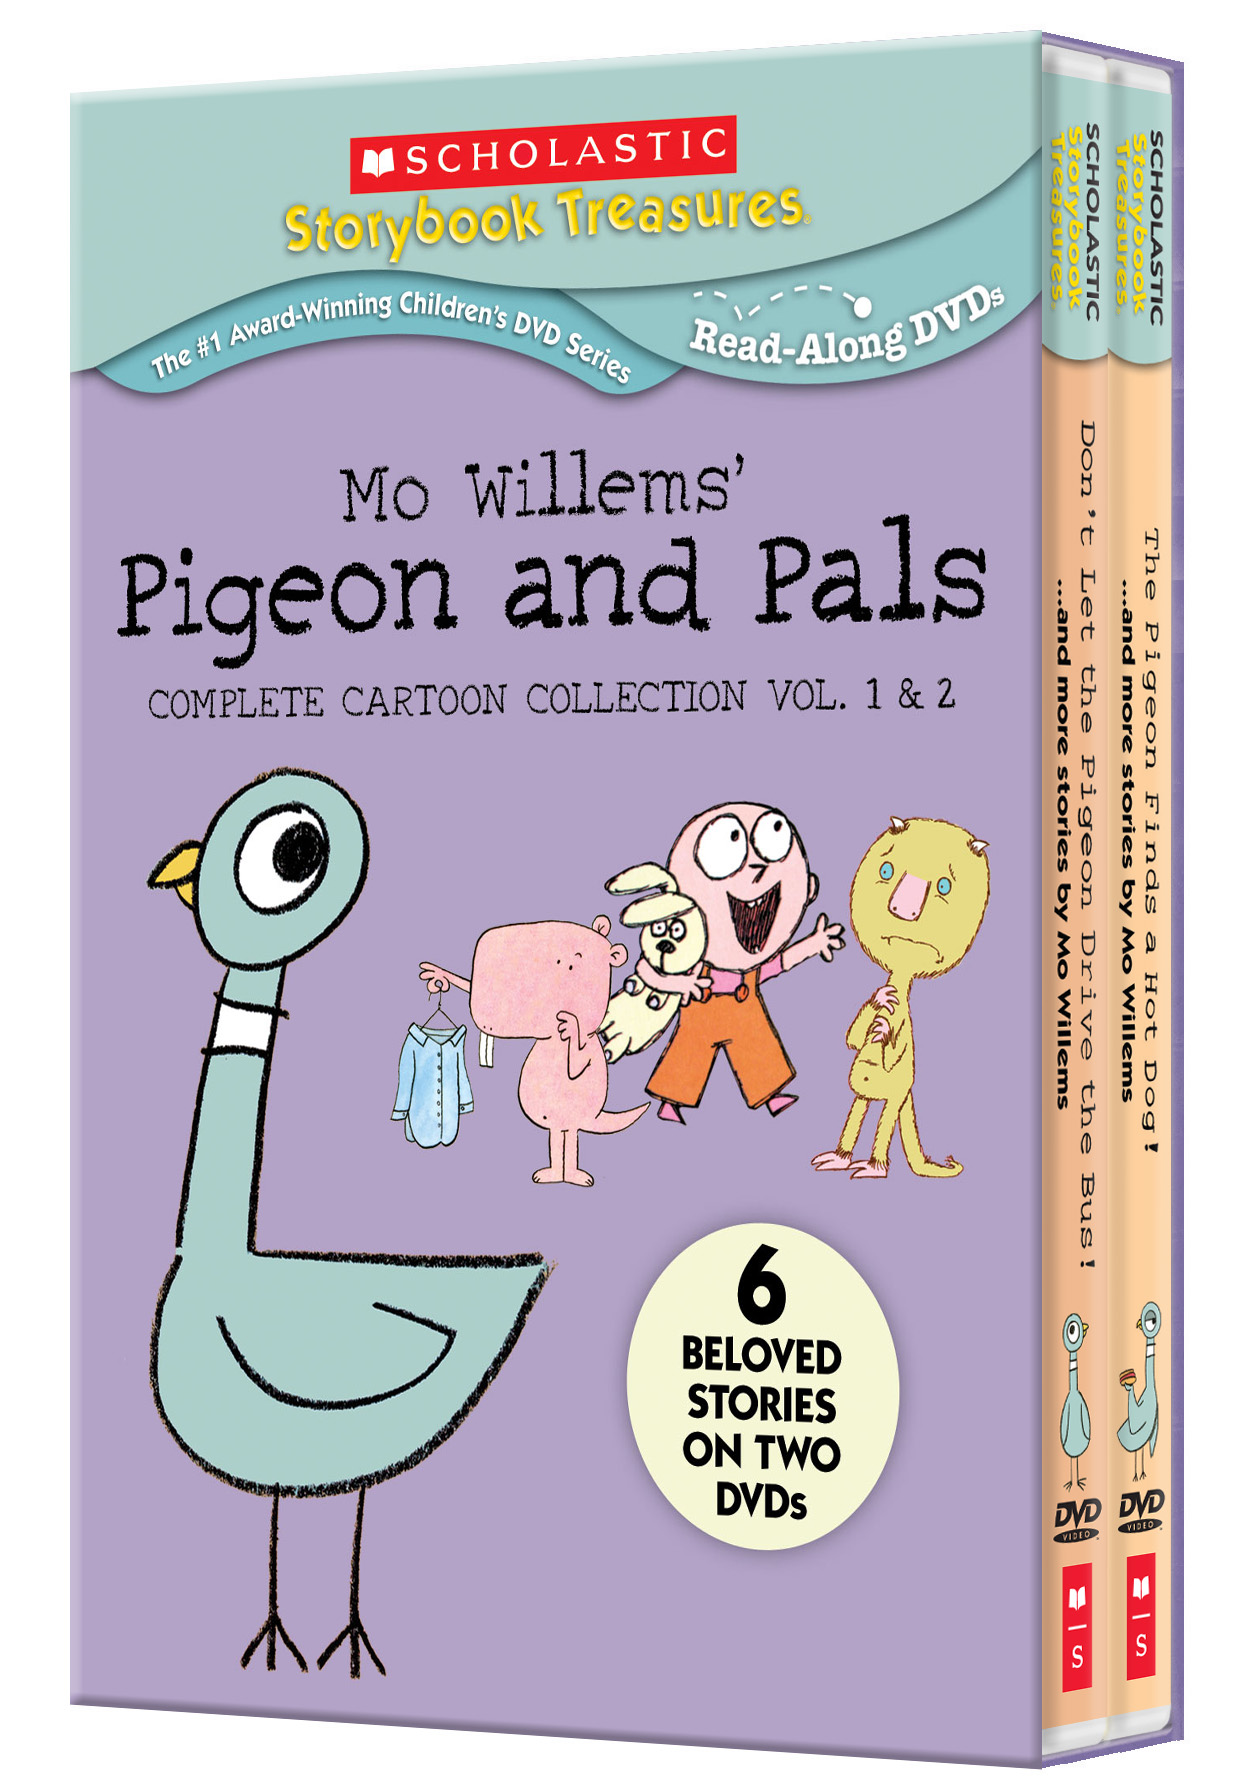 SCHOLASTIC
Storybook Treasures®
The #1 Award-Winning Children's DVD Series
Read-Along DVDs
Mo Willems'
Pigeon and Pals
COMPLETE CARTOON COLLECTION VOL. 1 & 2
6
BELOVED
STORIES
ON TWO
DVDs
SCHOLASTIC
Storybook
Treasures.
Don't Let the Pigeon Drive the Bus!
...and more stories by Mo Willems
DVD
VIDEO
S
SCHOLASTIC
Storybook
Treasures.
The Pigeon Finds a Hot Dog!
...and more stories by Mo Willems
DVD
VIDEO
S